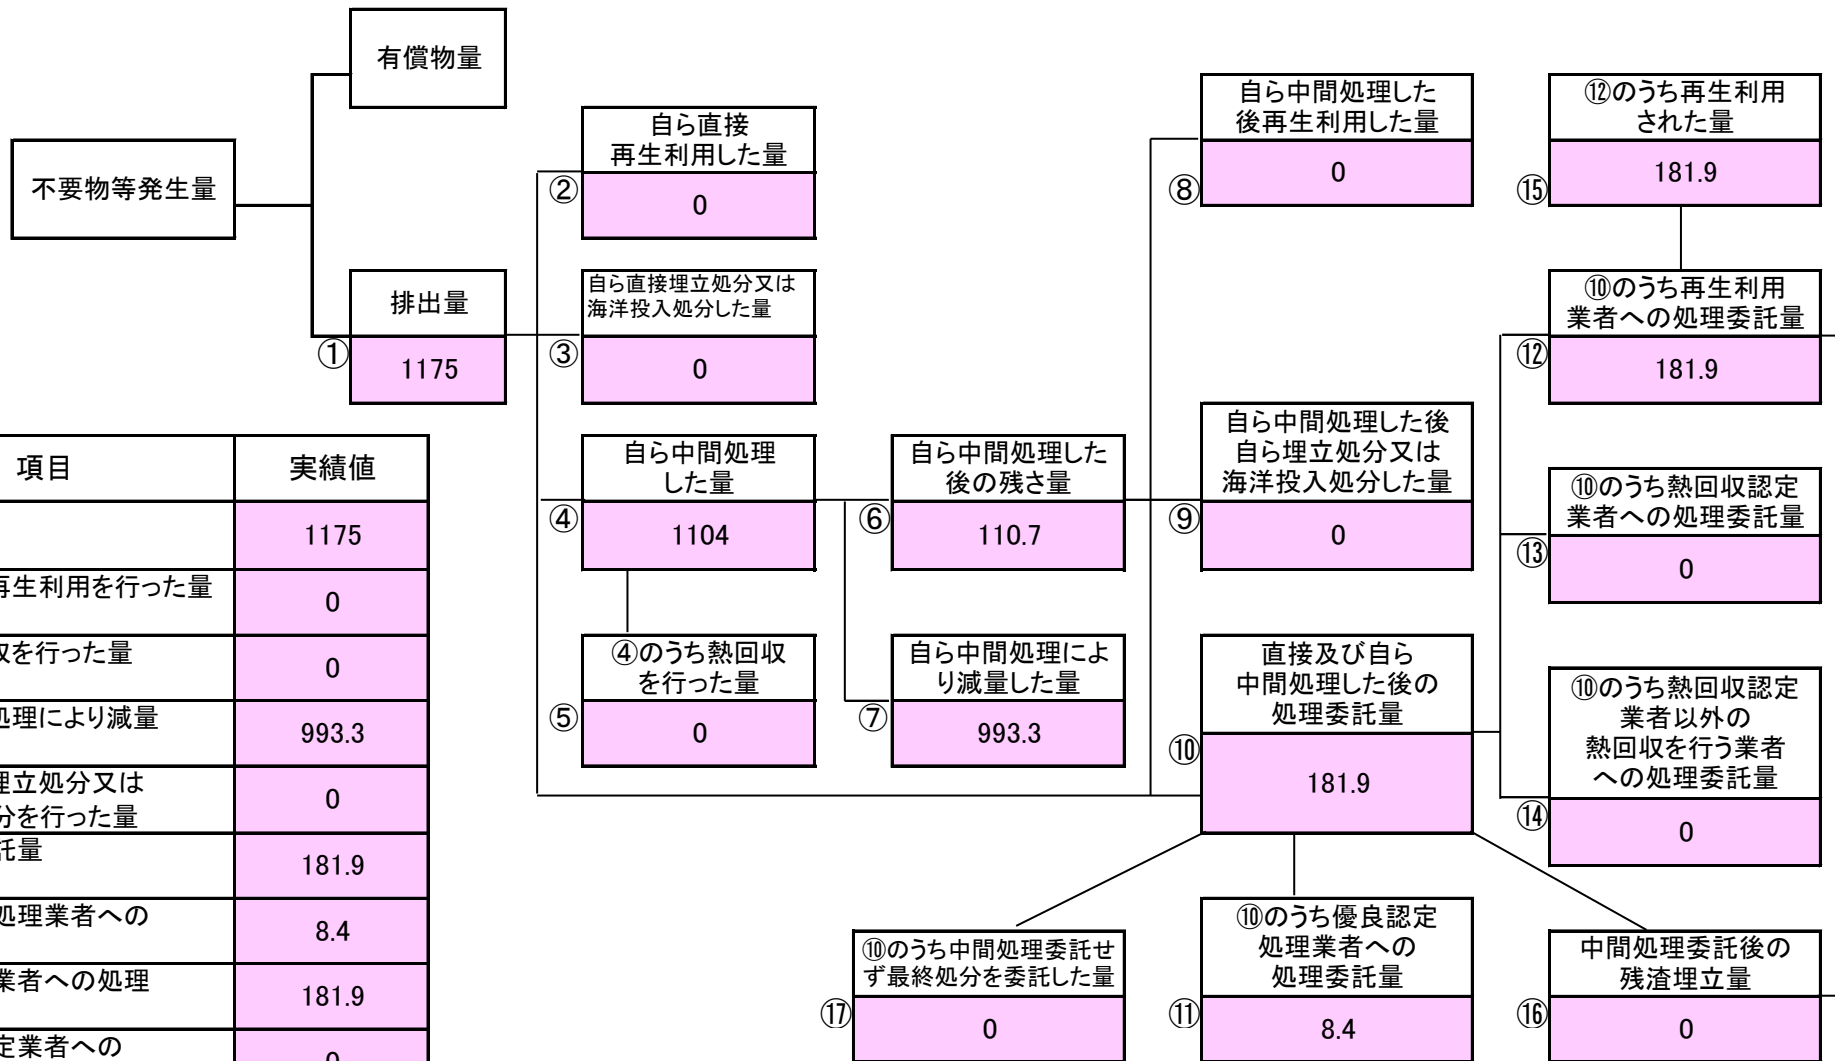 有償物量
不要物等発生量
排出量
①
1175
自ら直接
再生利用した量
②
0
自ら直接埋立処分又は
海洋投入処分した量
③
0
自ら中間処理
した量
④
1104
④のうち熱回収
を行った量
⑤
0
自ら中間処理した
後の残さ量
⑥
110.7
自ら中間処理によ
り減量した量
⑦
993.3
自ら中間処理した
後再生利用した量
⑧
0
自ら中間処理した後
自ら埋立処分又は
海洋投入処分した量
⑨
0
直接及び自ら
中間処理した後の
処理委託量
⑩
181.9
⑫のうち再生利用
された量
⑮
181.9
⑩のうち再生利用
業者への処理委託量
⑫
181.9
⑩のうち熱回収認定
業者への処理委託量
⑬
0
⑩のうち熱回収認定
業者以外の
熱回収を行う業者
への処理委託量
⑭
0
⑩のうち中間処理委託せ
ず最終処分を委託した量
⑰
0
⑩のうち優良認定
処理業者への
処理委託量
⑪
8.4
中間処理委託後の
残渣埋立量
⑯
0
項目 実績値
1175
再生利用を行った量 0
収を行った量 0
処理により減量 993.3
埋立処分又は
分を行った量 0
託量 181.9
処理業者への 8.4
業者への処理 181.9
定業者への 0